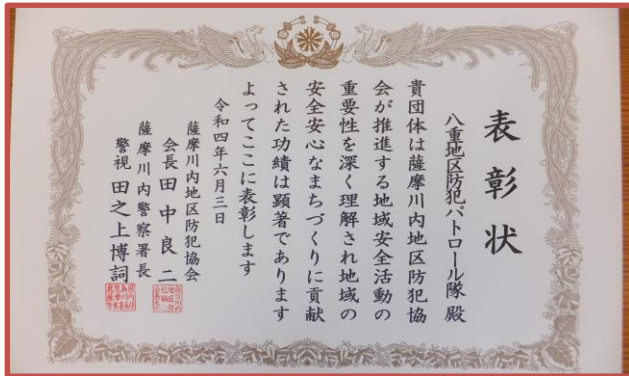 表彰状
八重地区防犯パトロール隊 殿
貴団体は薩摩川内地区防犯協
会が推進する地域安全活動の
重要性を深く理解され地域の
安全安心なまちづくりに貢献
された功績は顕著であります
よってここに表彰します
令和四年六月三日
薩摩川内地区防犯協会
会長 田中良二
薩摩川内警察署長
警視 田之上博詞